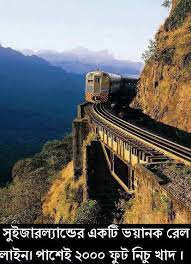 সুইজারল্যান্ডের একটি ভয়ানক রেল
লাইন। পাশেই ২০০০ ফুট নিচু খাদ।